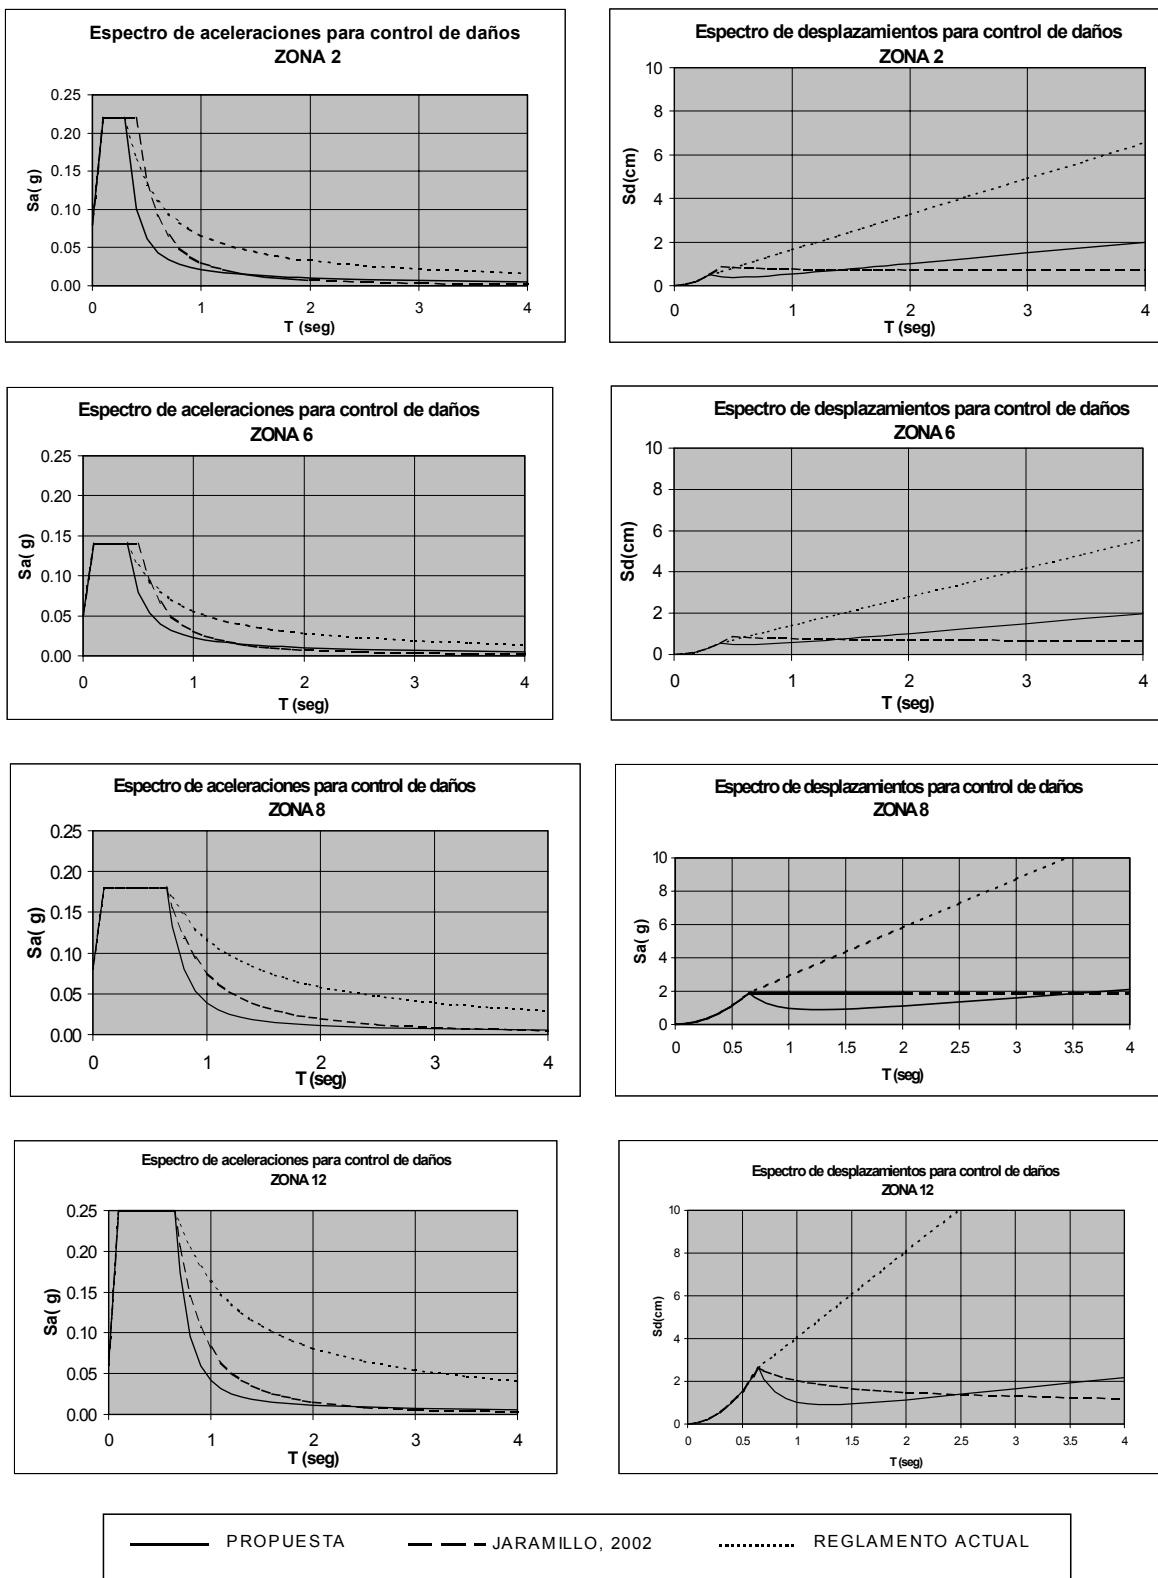 Espectro de aceleraciones para control de daños
ZONA 2
0.25
0.20
0.15
0.10
0.05
0.00
Sa( g)
0 1 2 3 4
T (seg)
Espectro de desplazamientos para control de daños
ZONA 2
10
8
6
4
2
0
Sd(cm)
0 1 2 3 4
T (seg)
Espectro de aceleraciones para control de daños
ZONA 6
0.25
0.20
0.15
0.10
0.05
0.00
Sa( g)
0 1 2 3 4
T (seg)
Espectro de desplazamientos para control de daños
ZONA 6
10
8
6
4
2
0
Sd(cm)
0 1 2 3 4
T (seg)
Espectro de aceleraciones para control de daños
ZONA 8
0.25
0.20
0.15
0.10
0.05
0.00
Sa( g)
0 1 2 3 4
T (seg)
Espectro de desplazamientos para control de daños
ZONA 8
10
8
6
4
2
0
Sa( g)
0 0.5 1 1.5 2 2.5 3 3.5 4
T (seg)
Espectro de aceleraciones para control de daños
ZONA 12
0.25
0.20
0.15
0.10
0.05
0.00
Sa( g)
0 1 2 3 4
T (seg)
Espectro de desplazamientos para control de daños
ZONA 12
10
8
6
4
2
0
Sd(cm)
0 0.5 1 1.5 2 2.5 3 3.5 4
T (seg)
PROPUESTA JARAMILLO, 2002 REGLAMENTO ACTUAL